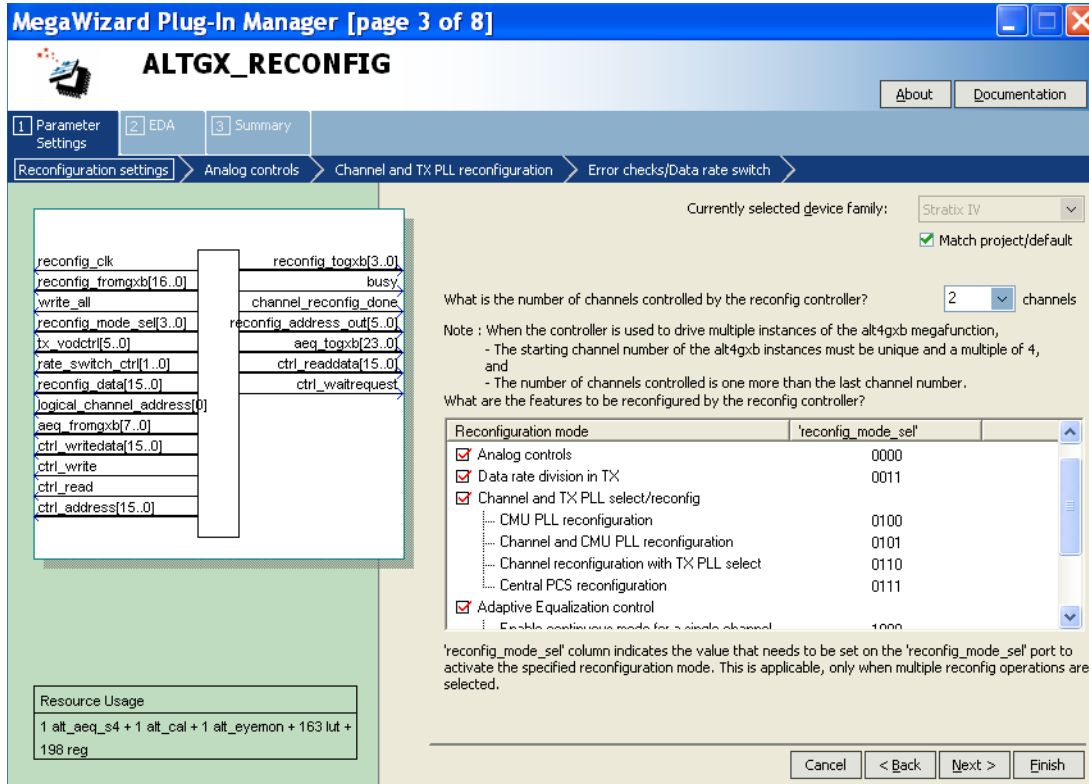 MegaWizard Plug-In Manager [page 3 of 8]
ALTGX_RECONFIG
About
Documentation
1 Parameter Settings
2 EDA
3 Summary
Reconfiguration settings
Analog controls
Channel and TX PLL reconfiguration
Error checks/Data rate switch
Currently selected device family:
Stratix IV
Match project/default
reconfig_clk
reconfig_fromgxb[16..0]
write_all
reconfig_mode_sel[3..0]
tx_vodctrl[5..0]
rate_switch_ctrl[1..0]
reconfig_data[15..0]
logical_channel_address[0]
aeq_fromgxb[7..0]
ctrl_writedata[15..0]
ctrl_write
ctrl_read
ctrl_address[15..0]
reconfig_togxb[3..0]
busy
channel_reconfig_done
reconfig_address_out[5..0]
aeq_togxb[23..0]
ctrl_readdata[15..0]
ctrl_waitrequest
What is the number of channels controlled by the reconfig controller?
2
channels
Note : When the controller is used to drive multiple instances of the alt4gxb megafunction,
- The starting channel number of the alt4gxb instances must be unique and a multiple of 4,
and
- The number of channels controlled is one more than the last channel number.
What are the features to be reconfigured by the reconfig controller?
Reconfiguration mode 'reconfig_mode_sel'
Analog controls 0000
Data rate division in TX 0011
Channel and TX PLL select/reconfig
CMU PLL reconfiguration 0100
Channel and CMU PLL reconfiguration 0101
Channel reconfiguration with TX PLL select 0110
Central PCS reconfiguration 0111
Adaptive Equalization control
Enable continuous mode for a single channel 1000
'reconfig_mode_sel' column indicates the value that needs to be set on the 'reconfig_mode_sel' port to
activate the specified reconfiguration mode. This is applicable, only when multiple reconfig operations are
selected.
Resource Usage
1 alt_aeq_s4 + 1 alt_cal + 1 alt_eyemon + 163 lut +
198 reg
Cancel
< Back
Next >
Finish